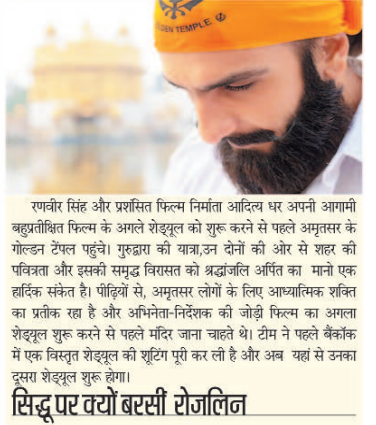 GOLDEN TEMPLE
रणवीर सिंह और प्रशंसित फिल्म निर्माता आदित्य धर अपनी आगामी
बहुप्रतीक्षित फिल्म के अगले शेड्यूल को शुरू करने से पहले अमृतसर के
गोल्डन टेंपल पहुंचे। गुरुद्वारा की यात्रा,उन दोनों की ओर से शहर की
पवित्रता और इसकी समृद्ध विरासत को श्रद्धांजलि अर्पित का मानो एक
हार्दिक संकेत है। पीढ़ियों से, अमृतसर लोगों के लिए आध्यात्मिक शक्ति
का प्रतीक रहा है और अभिनेता-निर्देशक की जोड़ी फिल्म का अगला
शेड्यूल शुरू करने से पहले मंदिर जाना चाहते थे। टीम ने पहले बैंकॉक
में एक विस्तृत शेड्यूल की शूटिंग पूरी कर ली है और अब यहां से उनका
दूसरा शेड्यूल शुरू होगा।
सिद्धू पर क्यों बरसीं रोजलिन